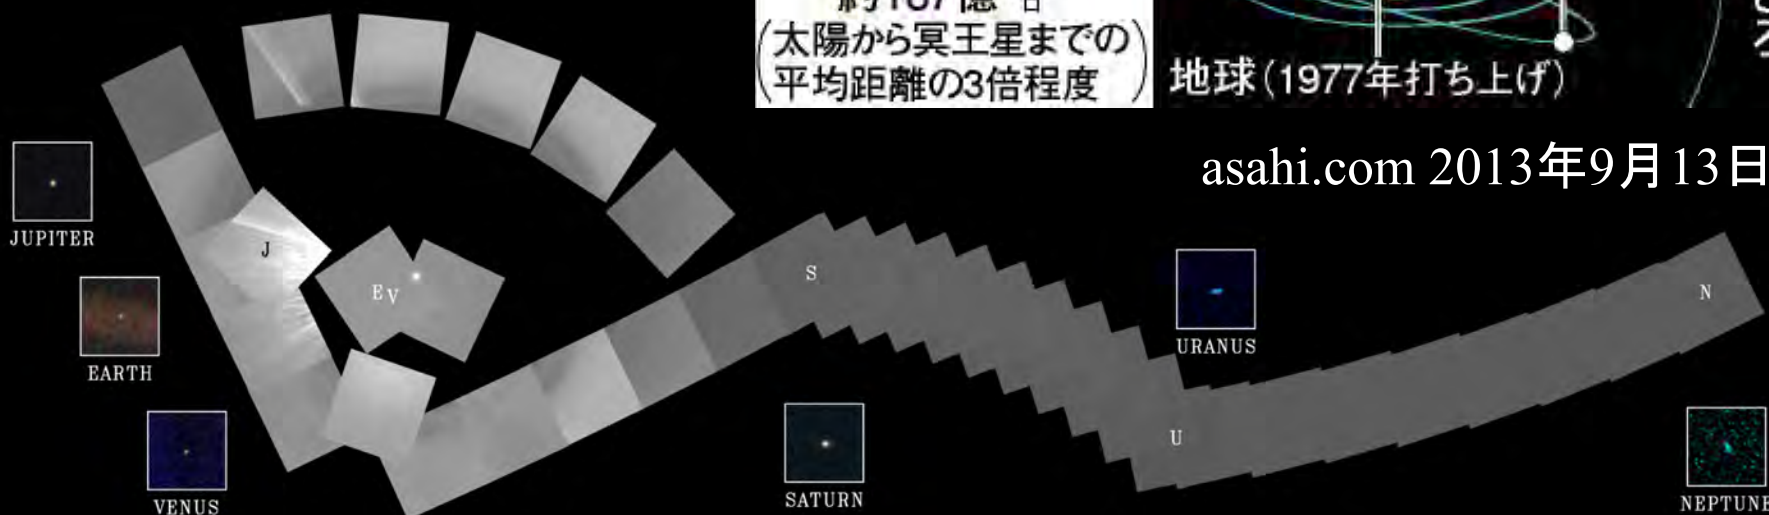 (太陽から冥王星までの
平均距離の3倍程度)
地球(1977年打ち上げ)
asahi.com 2013年9月13日
JUPITER
J
EARTH
E V
VENUS
S
SATURN
URANUS
U
N
NEPTUNE